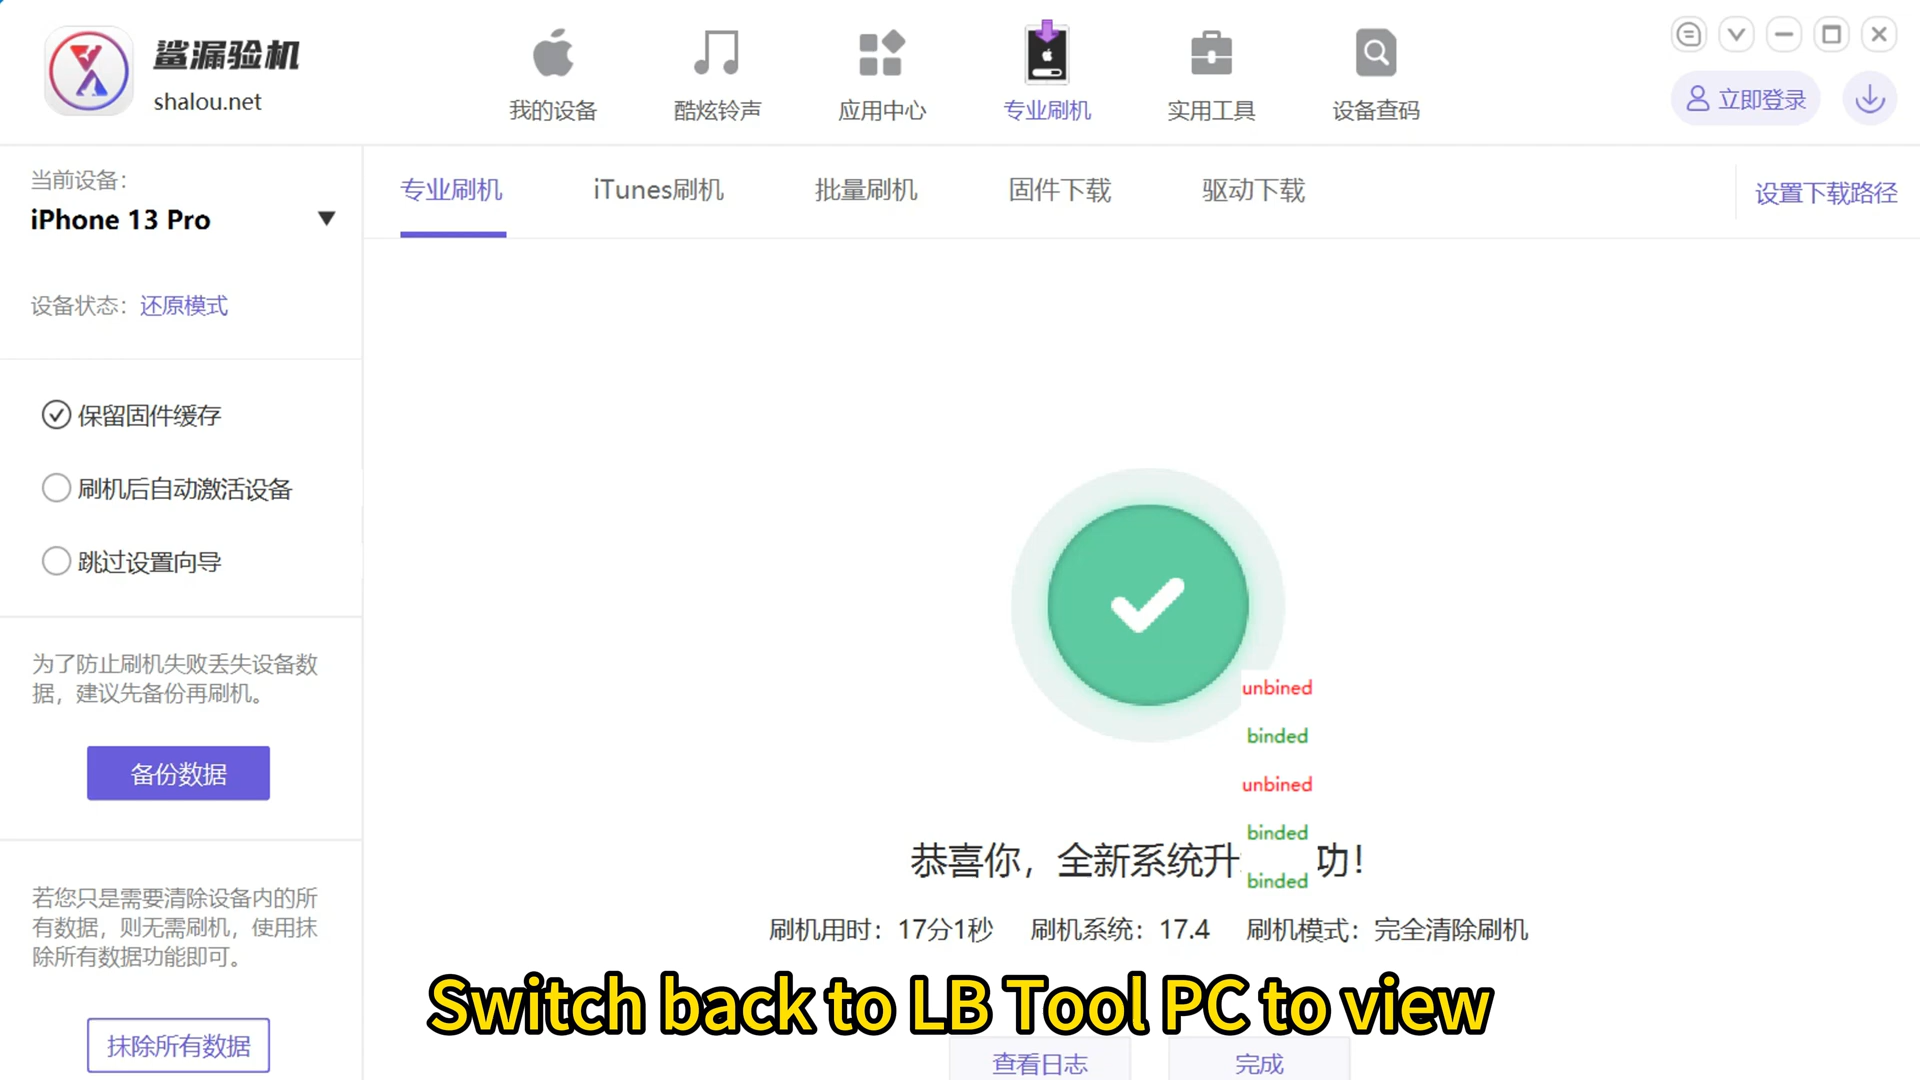 鲨漏验机
shalou.net
我的设备
酷炫铃声
应用中心
专业刷机
实用工具
设备查码
立即登录
当前设备：
iPhone 13 Pro
设备状态：还原模式
保留固件缓存
刷机后自动激活设备
跳过设置向导
为了防止刷机失败丢失设备数
据，建议先备份再刷机。
备份数据
若您只是需要清除设备内的所
有数据，则无需刷机，使用抹
除所有数据功能即可。
抹除所有数据
专业刷机
iTunes刷机
批量刷机
固件下载
驱动下载
设置下载路径
unbined
binded
unbined
binded
binded
恭喜你，全新系统升 功！
刷机用时：17分1秒 刷机系统：17.4 刷机模式：完全清除刷机
Switch back to LB Tool PC to view
查看日志
完成